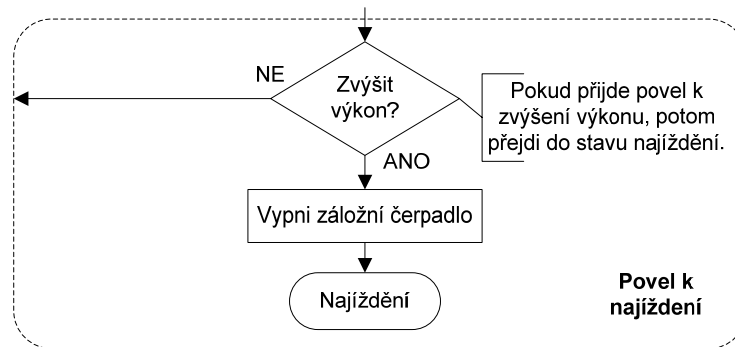 NE
Zvýšit
výkon?
Pokud přijde povel k
zvýšení výkonu, potom
přejdi do stavu najíždění.
ANO
Vypni záložní čerpadlo
Najíždění
Povel k
najíždení